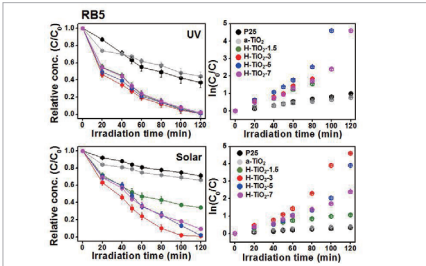 RB5
Relative conc. (C/C0)
1.0
0.8
0.6
0.4
0.2
0.0
UV
0 20 40 60 80 100 120
Irradiation time (min)
ln(C0/C)
5
4
3
2
1
0
P25
a-TiO2
H-TiO2-1.5
H-TiO2-3
H-TiO2-5
H-TiO2-7
0 20 40 60 80 100 120
Irradiation time (min)
Relative conc. (C/C0)
1.0
0.8
0.6
0.4
0.2
0.0
Solar
0 20 40 60 80 100 120
Irradiation time (min)
ln(C0/C)
5
4
3
2
1
0
P25
a-TiO2
H-TiO2-1.5
H-TiO2-3
H-TiO2-5
H-TiO2-7
0 20 40 60 80 100 120
Irradiation time (min)